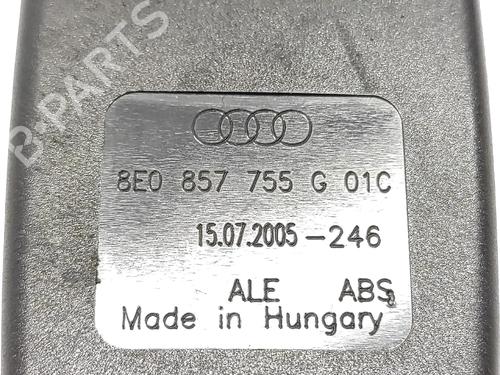 B-PARTS
8E0 857 755 G 01C
15.07.2005-246
ALE ABS
Made in Hungary